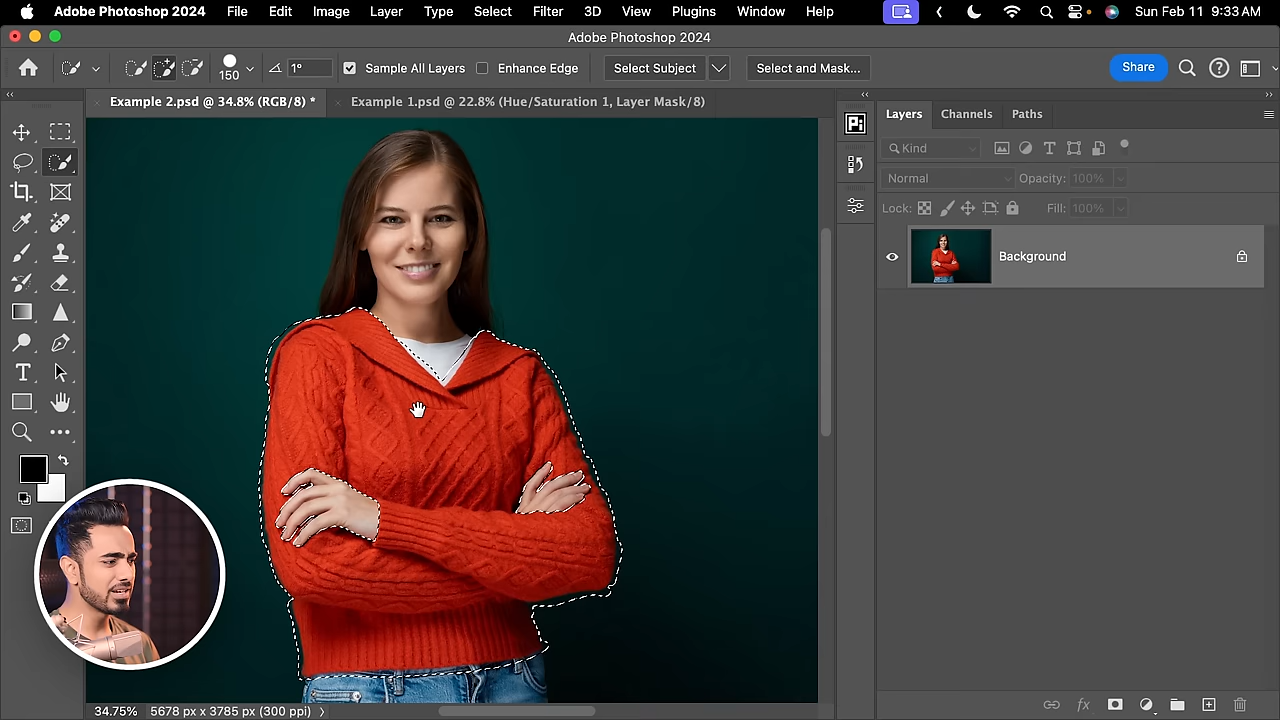 Adobe Photoshop 2024 File Edit Image Layer Type Select Filter 3D View Plugins Window Help Sun Feb 11 9:33 AM
Adobe Photoshop 2024
150 1° Sample All Layers Enhance Edge Select Subject Select and Mask... Share
Example 2.psd @ 34.8% (RGB/8) * Example 1.psd @ 22.8% (Hue/Saturation 1, Layer Mask/8)
Layers Channels Paths
Kind
Normal Opacity: 100%
Lock: Fill: 100%
Background
34.75% 5678 px x 3785 px (300 ppi)